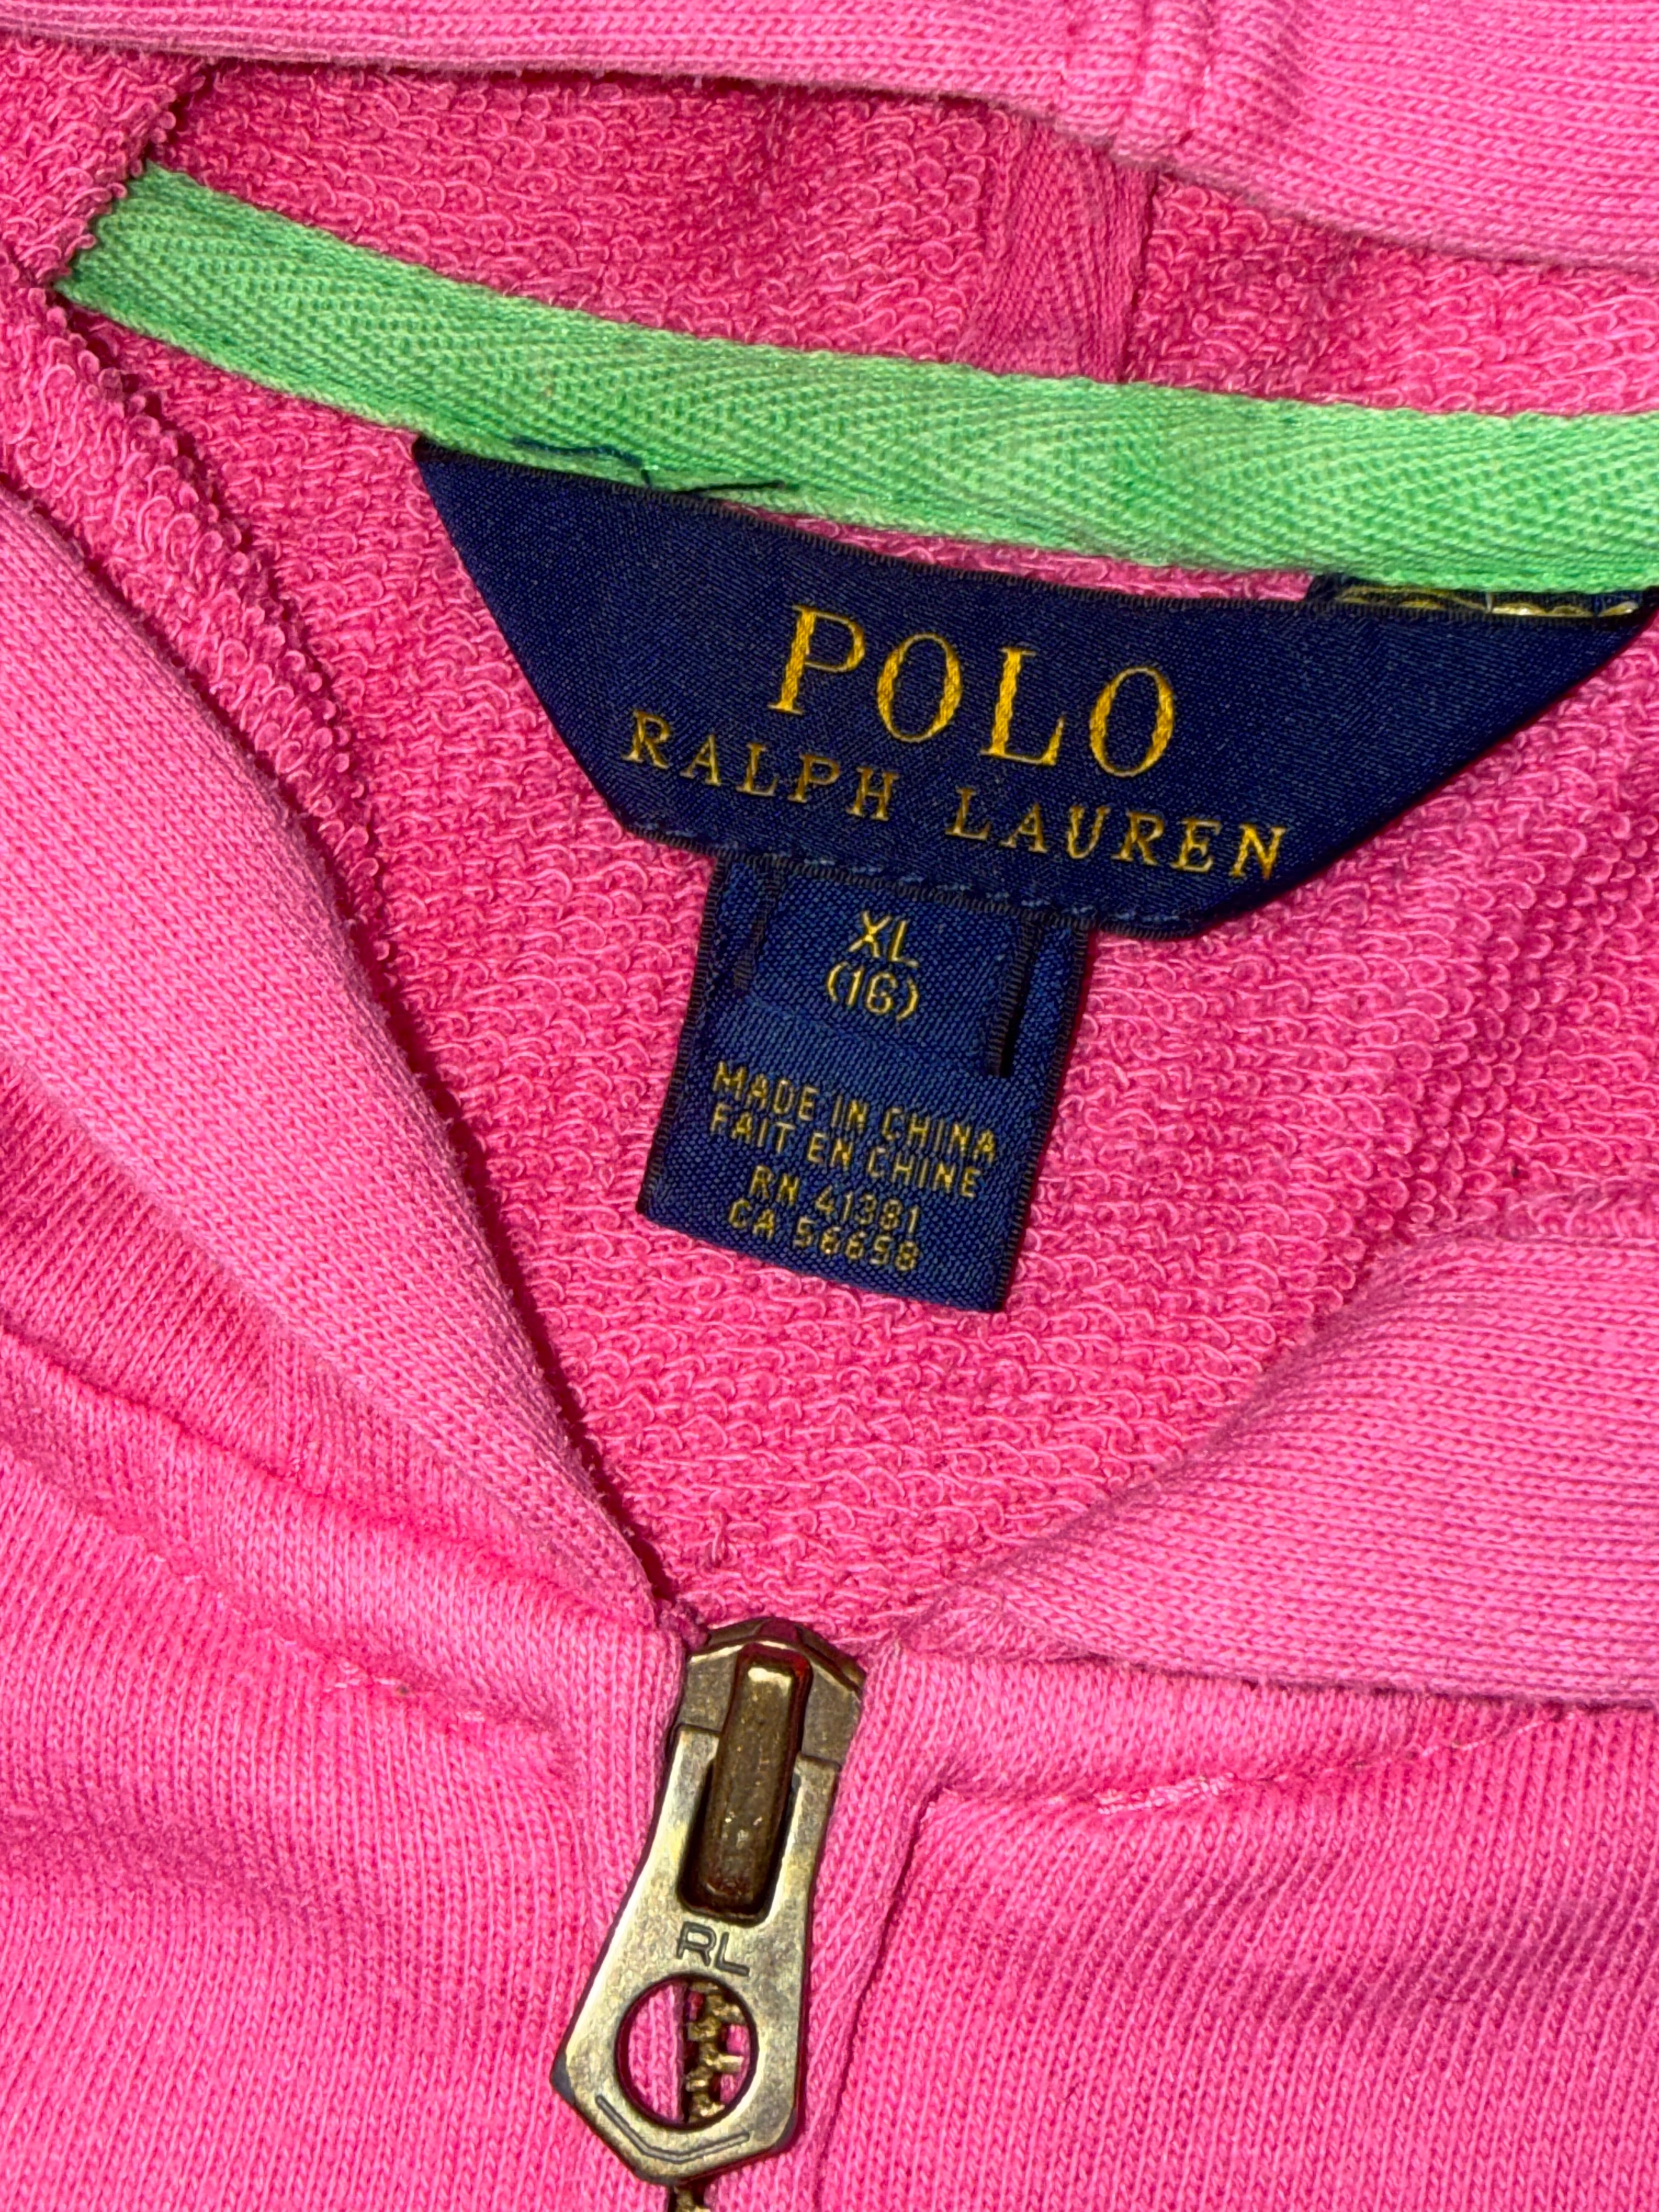 POLO
RALPH LAUREN
XL
(16)
MADE IN CHINA
FAIT EN CHINE
RN 41381
CA 56658
RL